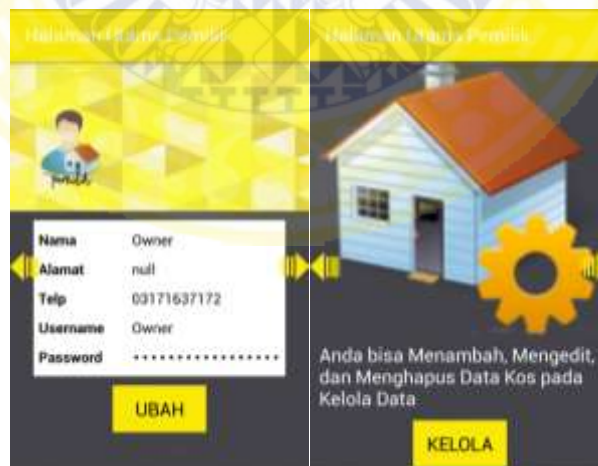 Halaman Utama Pemilik
pemilik
Nama Owner
Alamat null
Telp 03171637172
Username Owner
Password •••••••••••••••••
UBAH
Halaman Utama Pemilik
Anda bisa Menambah, Mengedit,
dan Menghapus Data Kos pada
Kelola Data
KELOLA